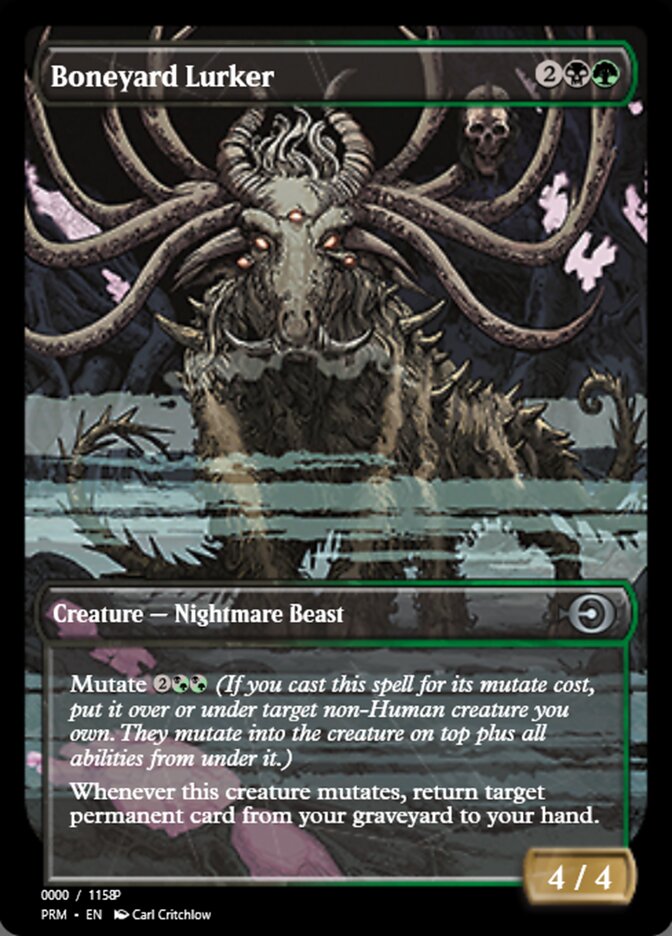 Boneyard Lurker 2
Creature — Nightmare Beast
Mutate 2 (If you cast this spell for its mutate cost,
put it over or under target non-Human creature you
own. They mutate into the creature on top plus all
abilities from under it.)
Whenever this creature mutates, return target
permanent card from your graveyard to your hand.
4 / 4
0000 / 1158P
PRM • EN Carl Critchlow